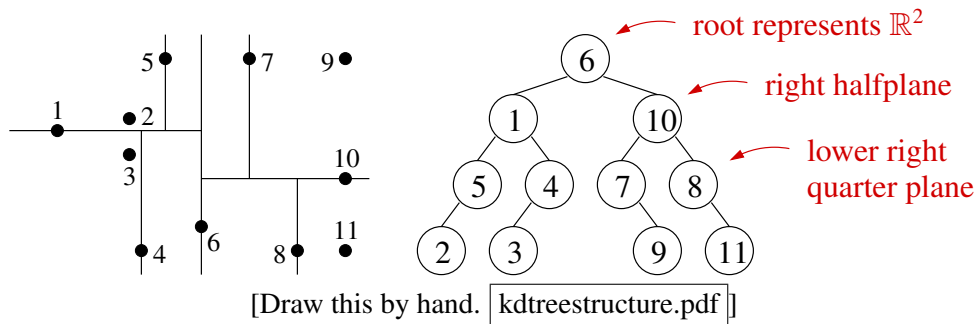 root represents ℝ²
5 7 9 6
1 right halfplane
2 1 10
3 10 lower right
5 4 7 8 quarter plane
4 6 8 11
2 3 9 11
[Draw this by hand. kdtreestructure.pdf]